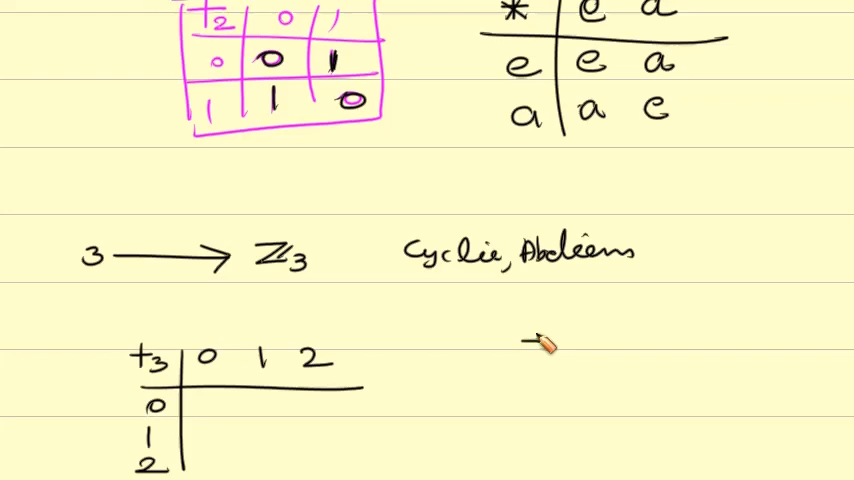 +2 0 1
0 0 1
1 1 0
* e a
e e a
a a e
3 → ℤ3 Cyclic, Abelians
+3 0 1 2
0
1
2